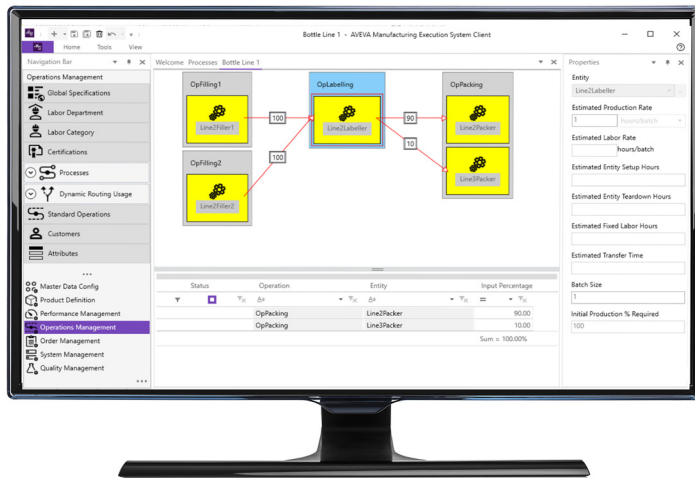 Bottle Line 1 - AVEVA Manufacturing Execution System Client
Home Tools View
Navigation Bar
Operations Management
Global Specifications
Labor Department
Labor Category
Certifications
Processes
Dynamic Routing Usage
Standard Operations
Customers
Attributes
Master Data Config
Product Definition
Performance Management
Operations Management
Order Management
System Management
Quality Management
Welcome Processes Bottle Line 1
OpFilling1
Line2Filler1
OpFilling2
Line2Filler2
100
100
OpLabelling
Line2Labeller
90
10
OpPacking
Line2Packer
Line3Packer
Status Operation Entity Input Percentage
OpPacking Line2Packer 90.00
OpPacking Line3Packer 10.00
Sum = 100.00%
Properties
Entity
Line2Labeller
Estimated Production Rate
1 hours/batch
Estimated Labor Rate
hours/batch
Estimated Entity Setup Hours
Estimated Entity Teardown Hours
Estimated Fixed Labor Hours
Estimated Transfer Time
Batch Size
1
Initial Production % Required
100